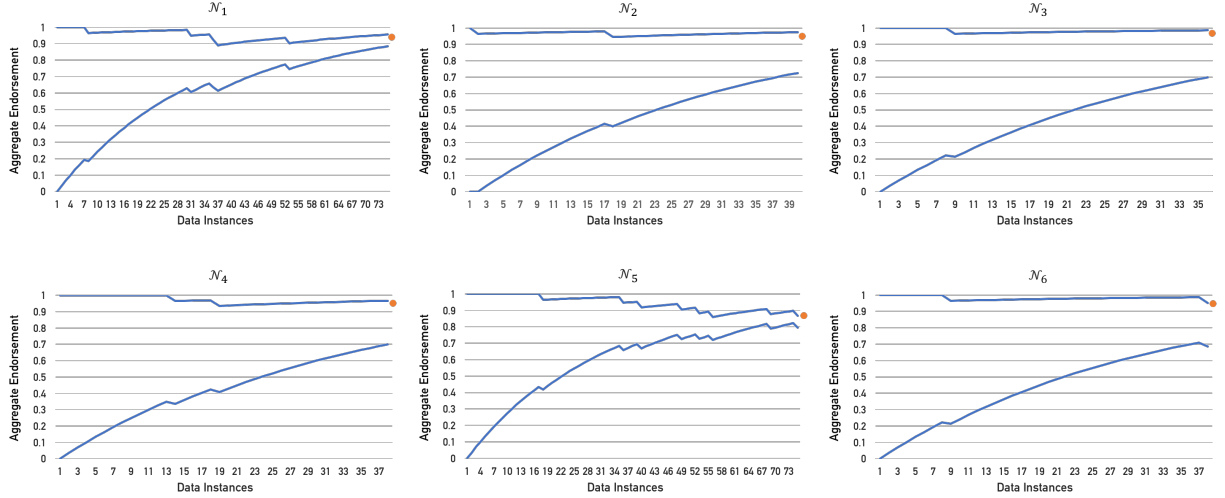 𝒩1
Aggregate Endorsement
1
0.9
0.8
0.7
0.6
0.5
0.4
0.3
0.2
0.1
0
1 4 7 10 13 16 19 22 25 28 31 34 37 40 43 46 49 52 55 58 61 64 67 70 73
Data Instances
𝒩2
Aggregate Endorsement
1
0.9
0.8
0.7
0.6
0.5
0.4
0.3
0.2
0.1
0
1 3 5 7 9 11 13 15 17 19 21 23 25 27 29 31 33 35 37 39
Data Instances
𝒩3
Aggregate Endorsement
1
0.9
0.8
0.7
0.6
0.5
0.4
0.3
0.2
0.1
0
1 3 5 7 9 11 13 15 17 19 21 23 25 27 29 31 33 35
Data Instances
𝒩4
Aggregate Endorsement
1
0.9
0.8
0.7
0.6
0.5
0.4
0.3
0.2
0.1
0
1 3 5 7 9 11 13 15 17 19 21 23 25 27 29 31 33 35 37
Data Instances
𝒩5
Aggregate Endorsement
1
0.9
0.8
0.7
0.6
0.5
0.4
0.3
0.2
0.1
0
1 4 7 10 13 16 19 22 25 28 31 34 37 40 43 46 49 52 55 58 61 64 67 70 73
Data Instances
𝒩6
Aggregate Endorsement
1
0.9
0.8
0.7
0.6
0.5
0.4
0.3
0.2
0.1
0
1 3 5 7 9 11 13 15 17 19 21 23 25 27 29 31 33 35 37
Data Instances